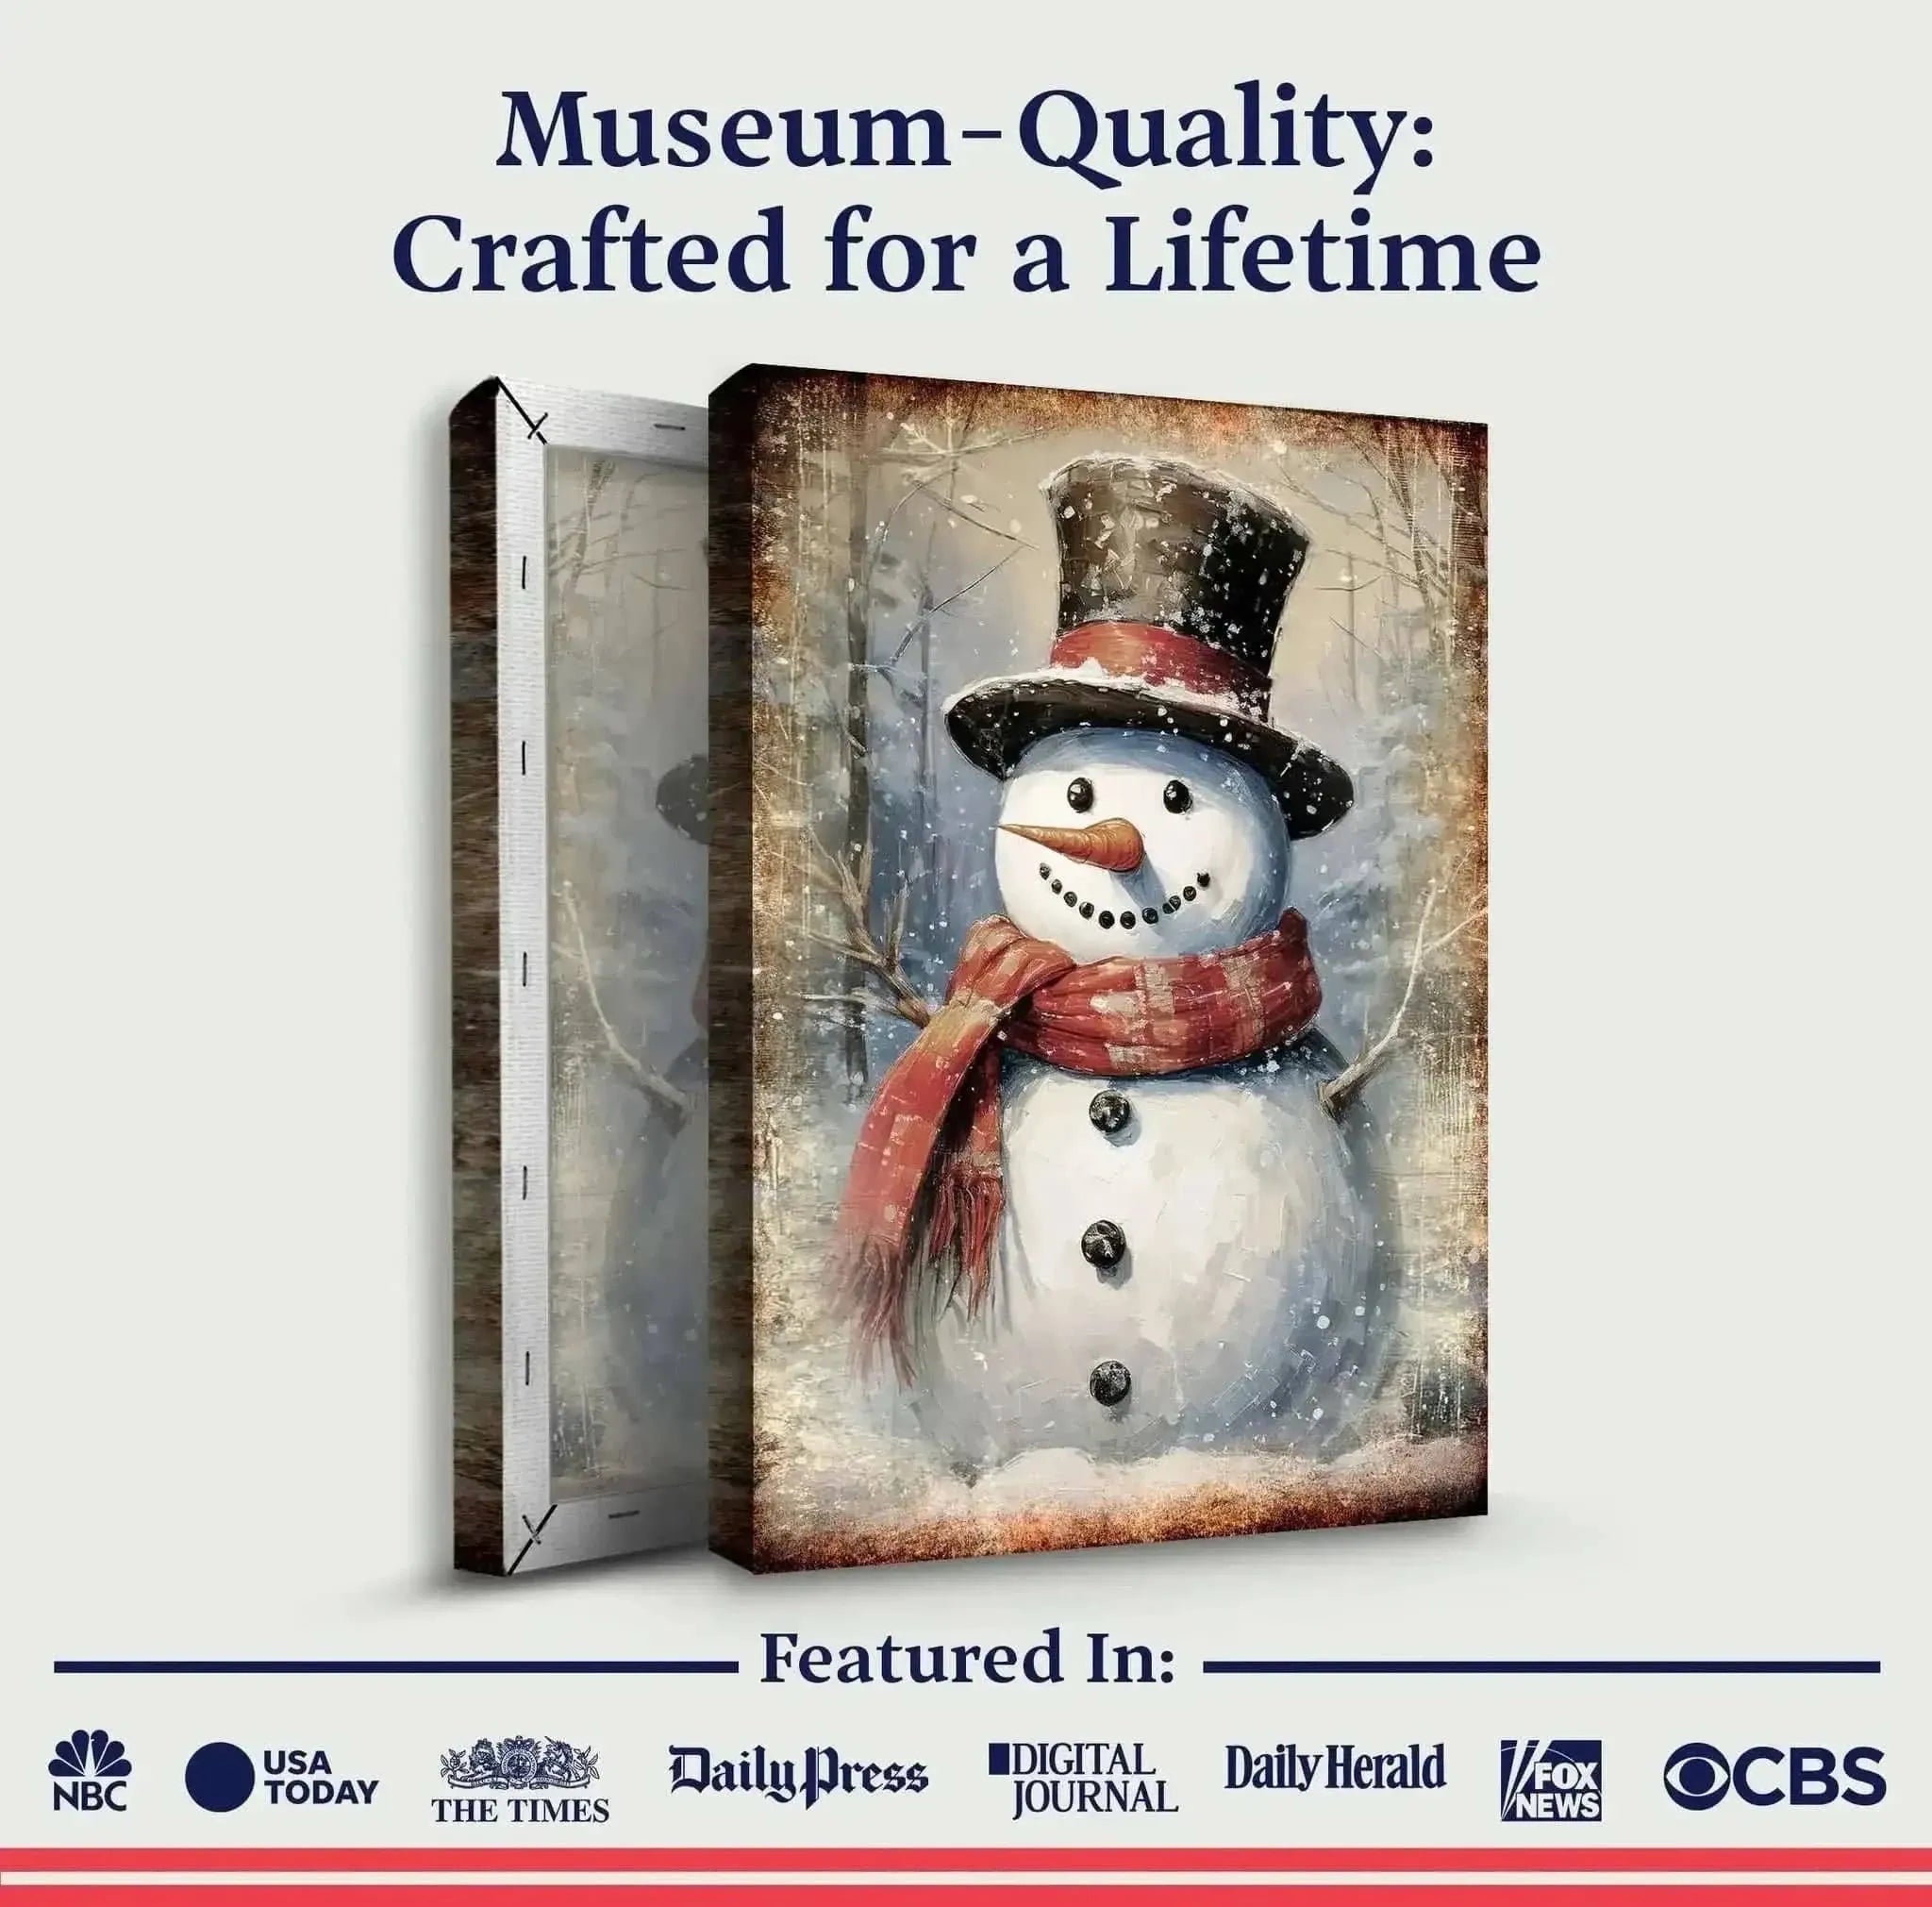 Museum-Quality:
Crafted for a Lifetime
Featured In:
NBC
USA
TODAY
THE TIMES
Daily Press
DIGITAL
JOURNAL
Daily Herald
FOX
NEWS
CBS